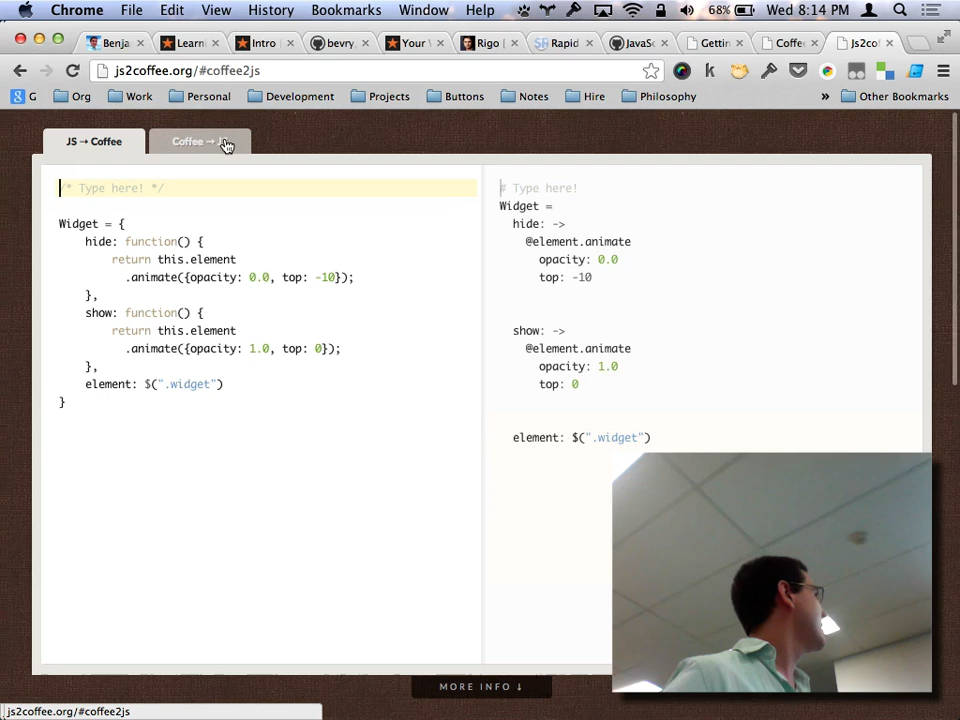 Chrome File Edit View History Bookmarks Window Help 68% Wed 8:14 PM
Benja Learni Intro bevry, Your Rigo | Rapid JavaSc Gettin Coffee Js2cof
js2coffee.org/#coffee2js
G Org Work Personal Development Projects Buttons Notes Hire Philosophy » Other Bookmarks
JS → Coffee Coffee → JS
/* Type here! */
Widget = {
hide: function() {
return this.element
.animate({opacity: 0.0, top: -10});
},
show: function() {
return this.element
.animate({opacity: 1.0, top: 0});
},
element: $(".widget")
}
# Type here!
Widget =
hide: ->
@element.animate
opacity: 0.0
top: -10
show: ->
@element.animate
opacity: 1.0
top: 0
element: $(".widget")
MORE INFO ↓
js2coffee.org/#coffee2js